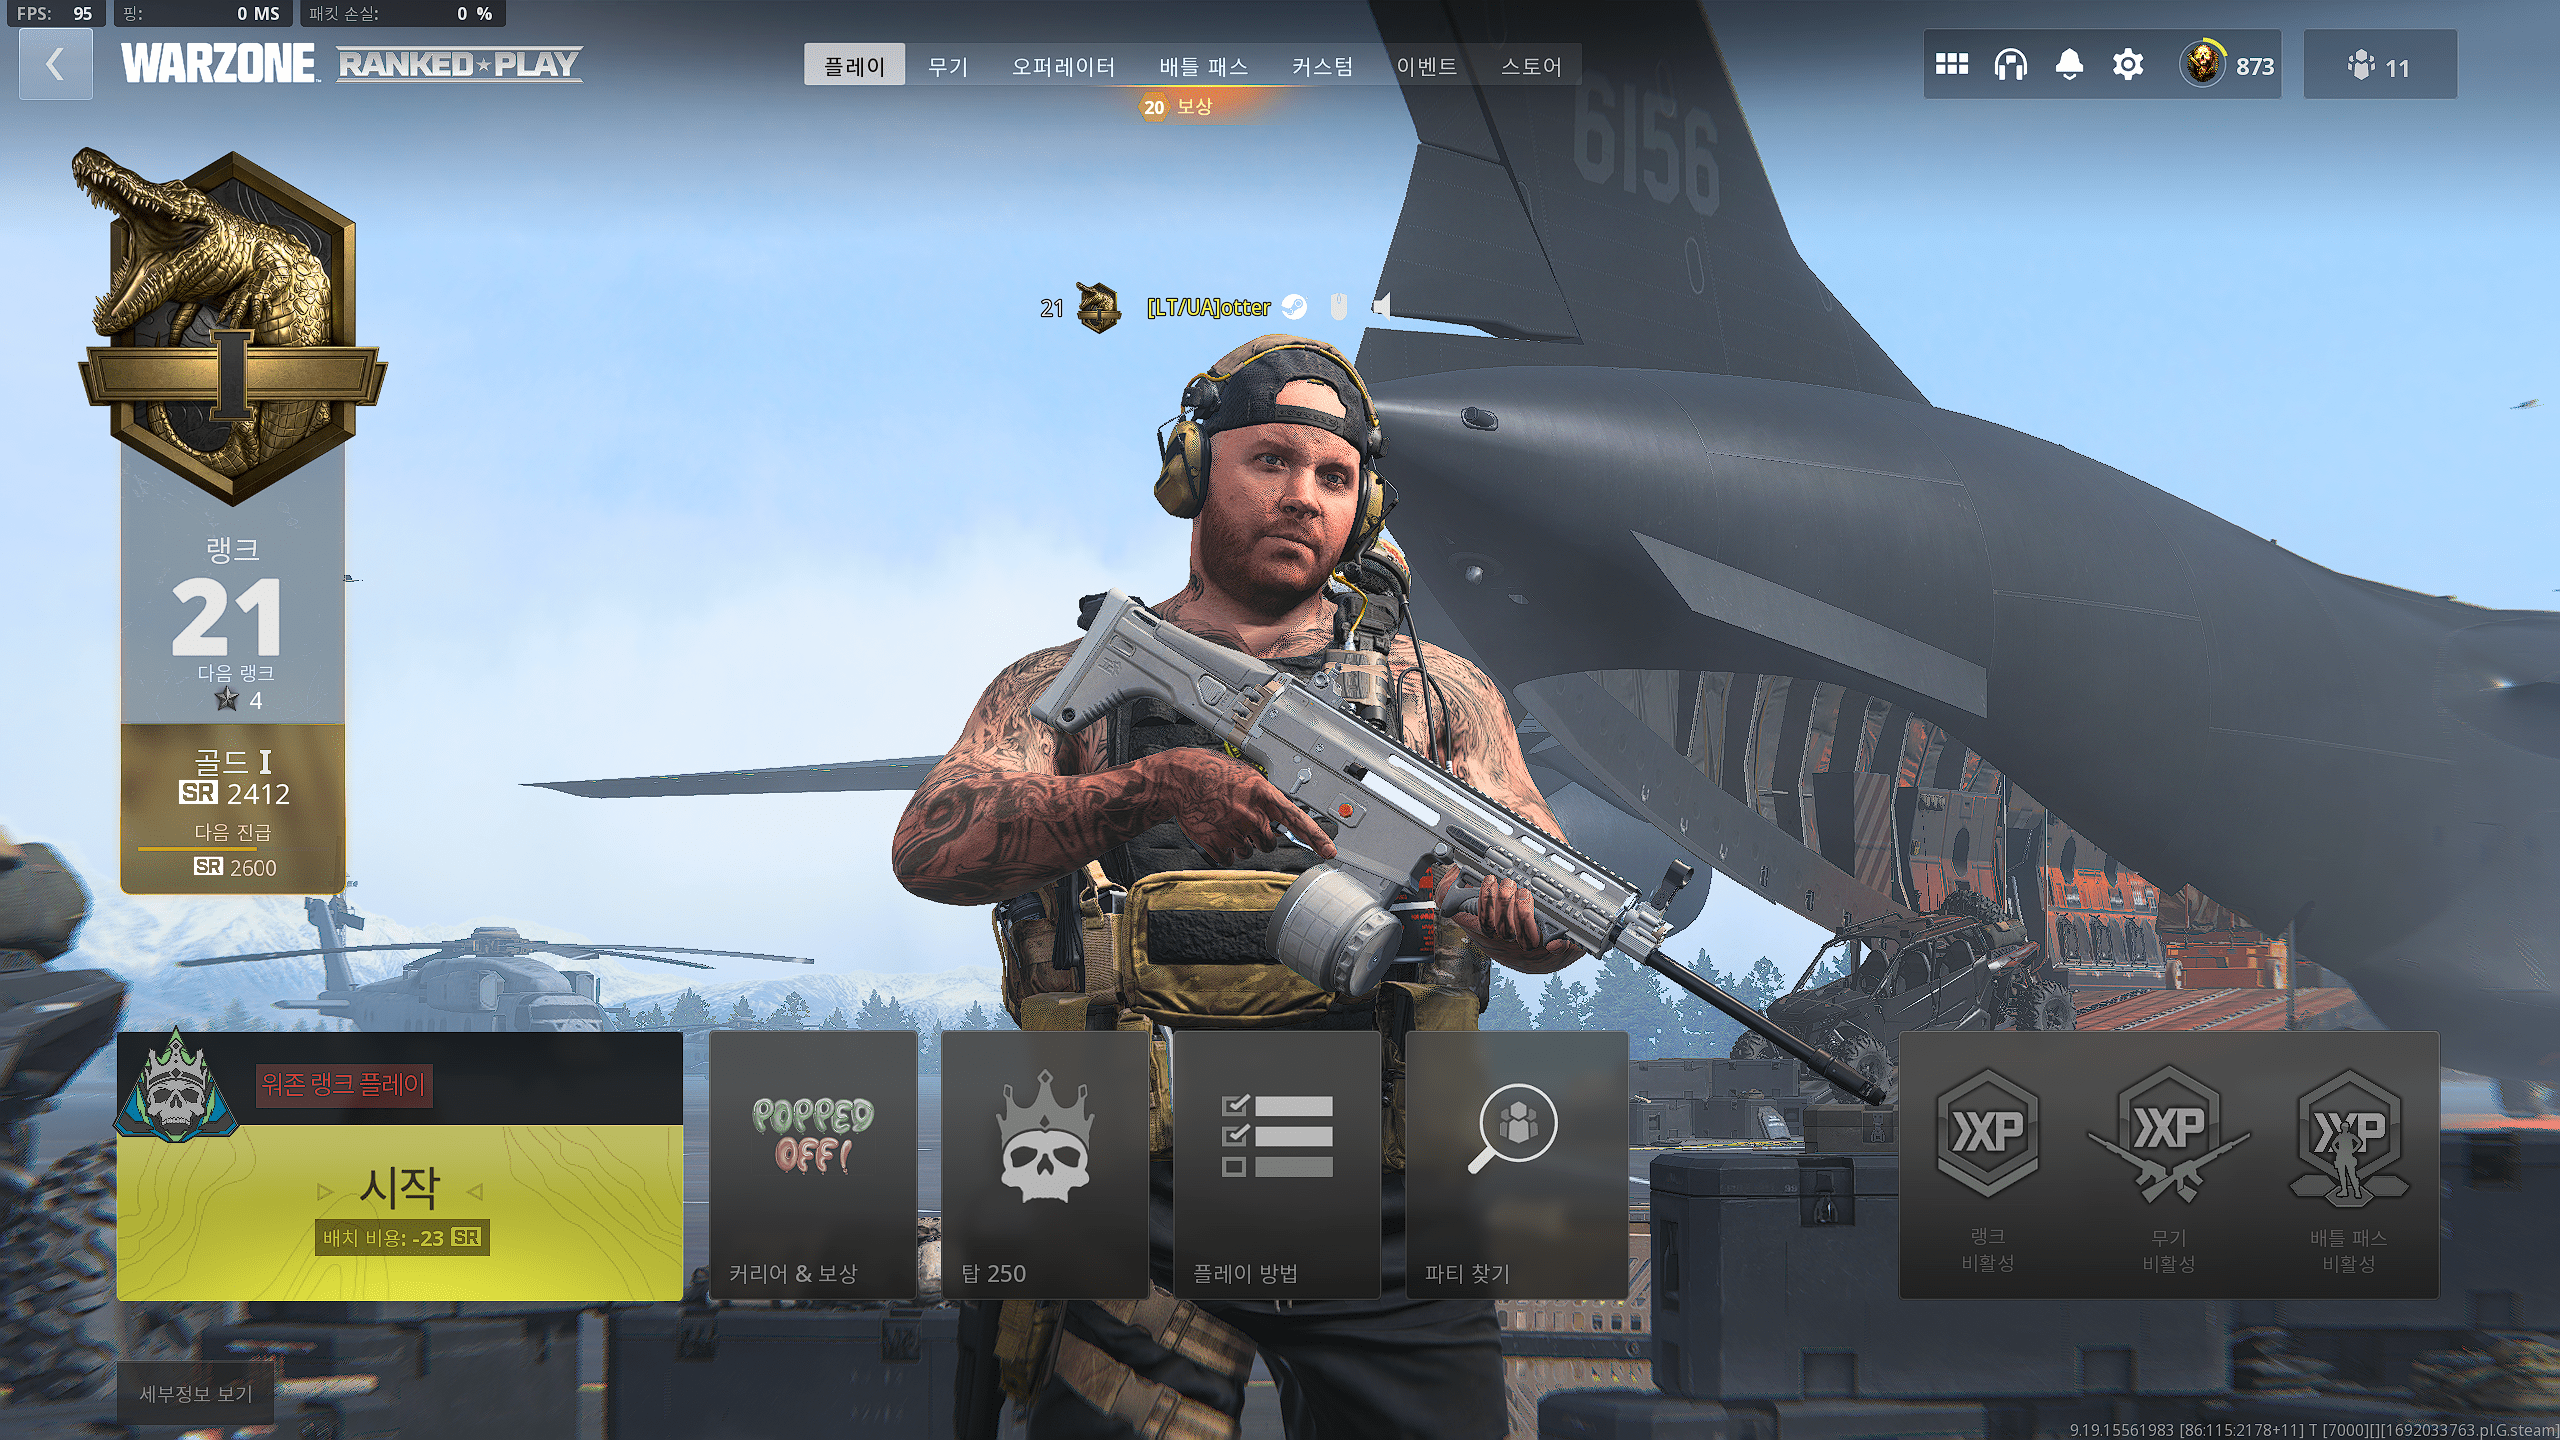 FPS: 95 핑: 0 MS 패킷 손실: 0 %
WARZONE RANKED PLAY
플레이 무기 오퍼레이터 배틀 패스 커스텀 이벤트 스토어
873 11
20 보상
6156
21 [LT/UA]otter
I
랭크
21
다음 랭크
4
골드 I
SR 2412
다음 진급
SR 2600
워존 랭크 플레이
시작
배치 비용: -23 SR
POPPED
OFF!
커리어 & 보상
탑 250
플레이 방법
파티 찾기
XP XP XP
랭크 무기 배틀 패스
비활성 비활성 비활성
세부정보 보기
9.19.15561983 [86:115:2178+11] T [7000][][1692033763.pl.G.steam]